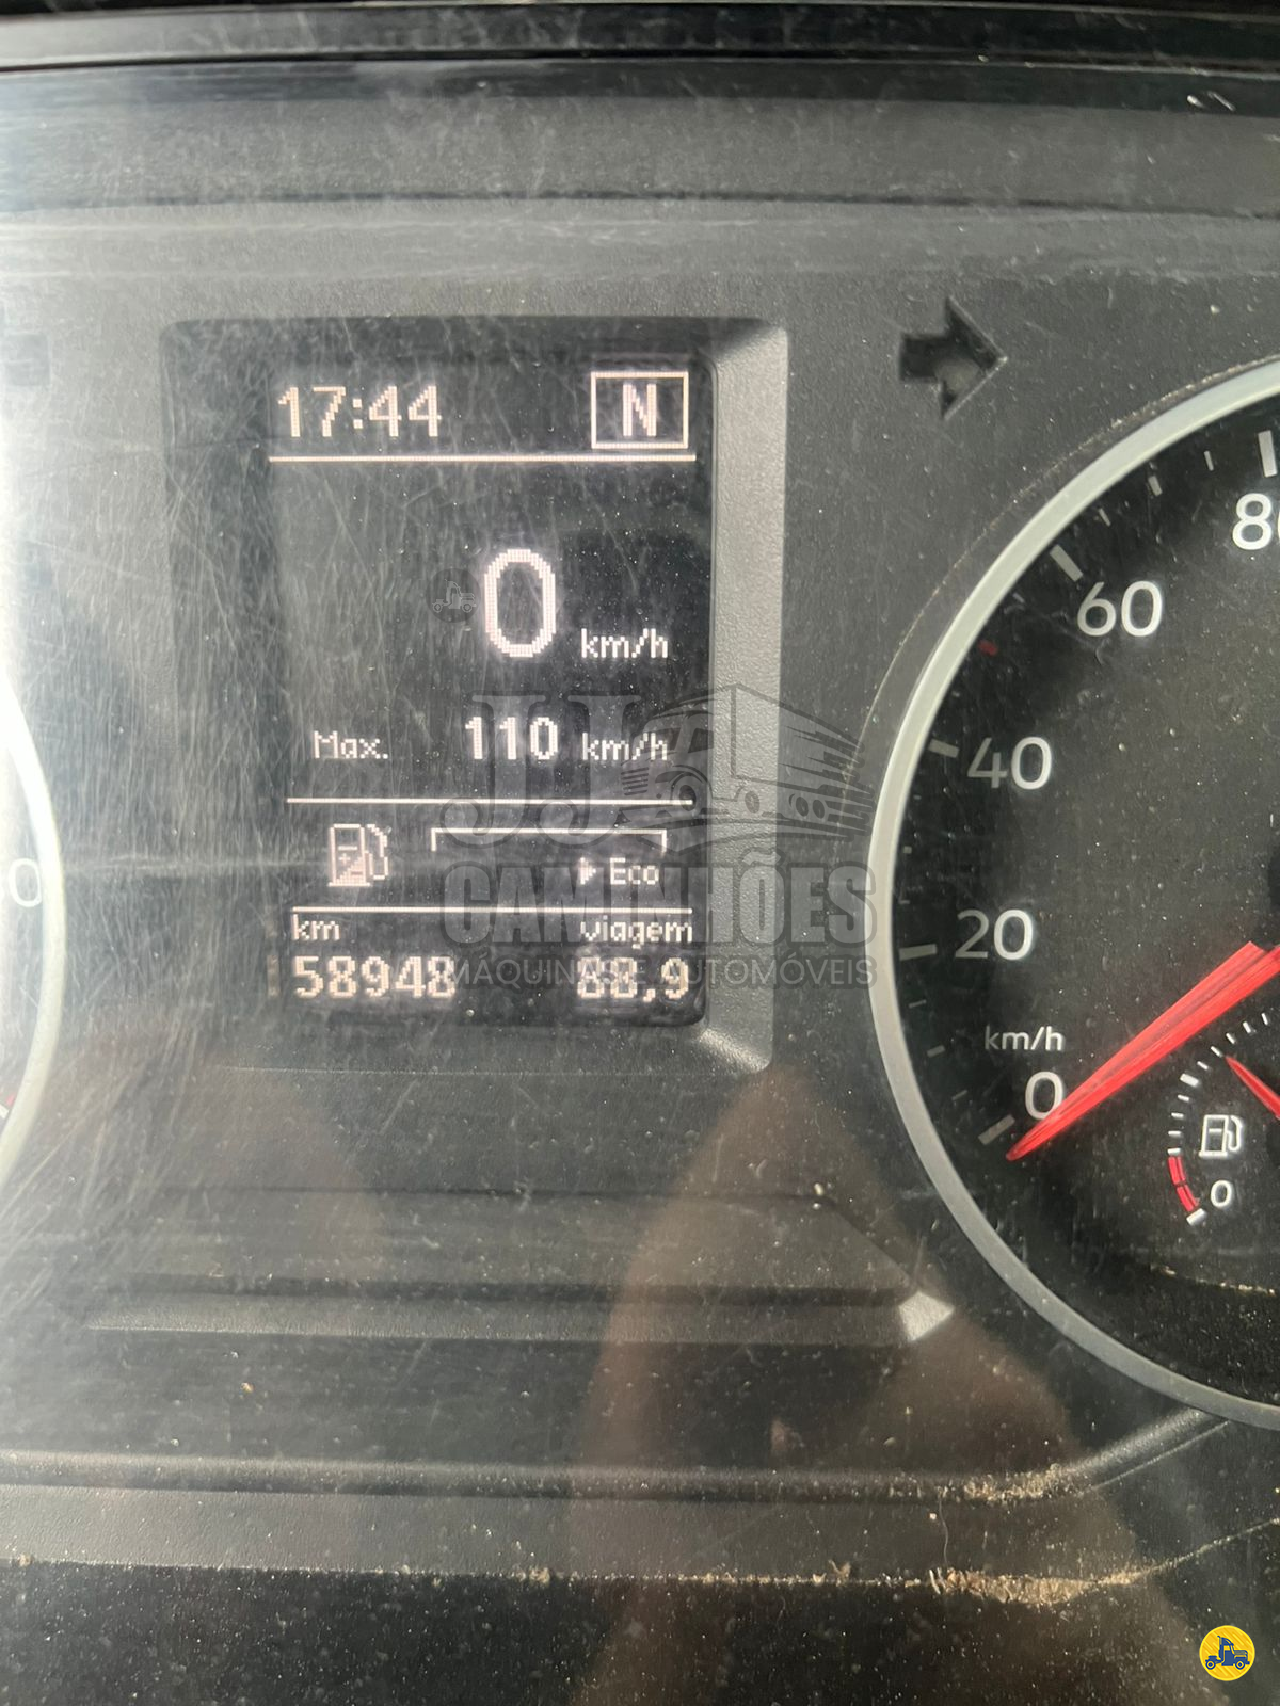 17:44 N
0 km/h
Max. 110 km/h
Eco
km viagem
58948 88,9
JJ
CAMINHÕES
MÁQUINAS E AUTOMÓVEIS
60
40
20
km/h
0
0